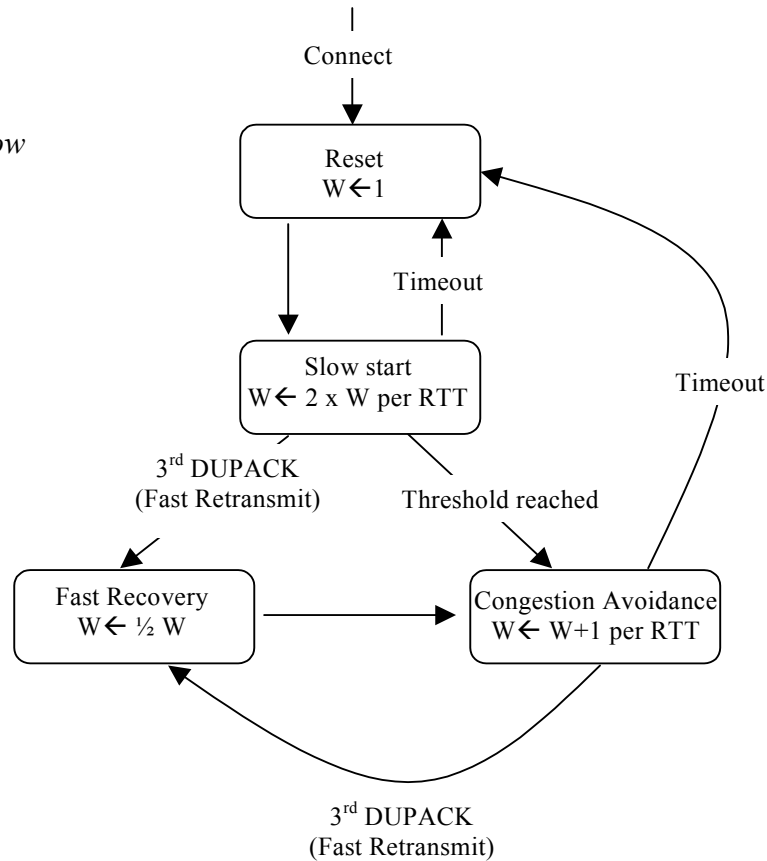 Connect
Reset
W←1
Timeout
Slow start
W← 2 x W per RTT
Timeout
3rd DUPACK
(Fast Retransmit)
Threshold reached
Fast Recovery
W← ½ W
Congestion Avoidance
W← W+1 per RTT
3rd DUPACK
(Fast Retransmit)